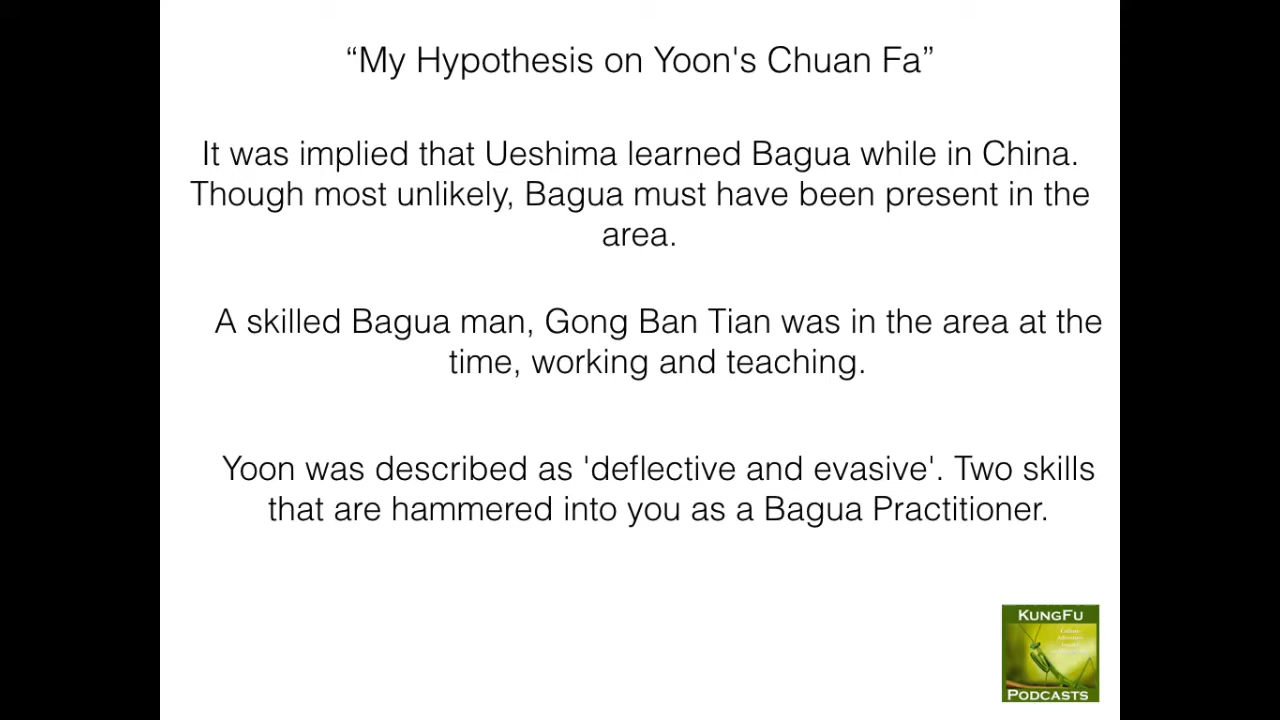 “My Hypothesis on Yoon's Chuan Fa”
It was implied that Ueshima learned Bagua while in China.
Though most unlikely, Bagua must have been present in the
area.
A skilled Bagua man, Gong Ban Tian was in the area at the
time, working and teaching.
Yoon was described as 'deflective and evasive'. Two skills
that are hammered into you as a Bagua Practitioner.
KUNGFU
PODCASTS